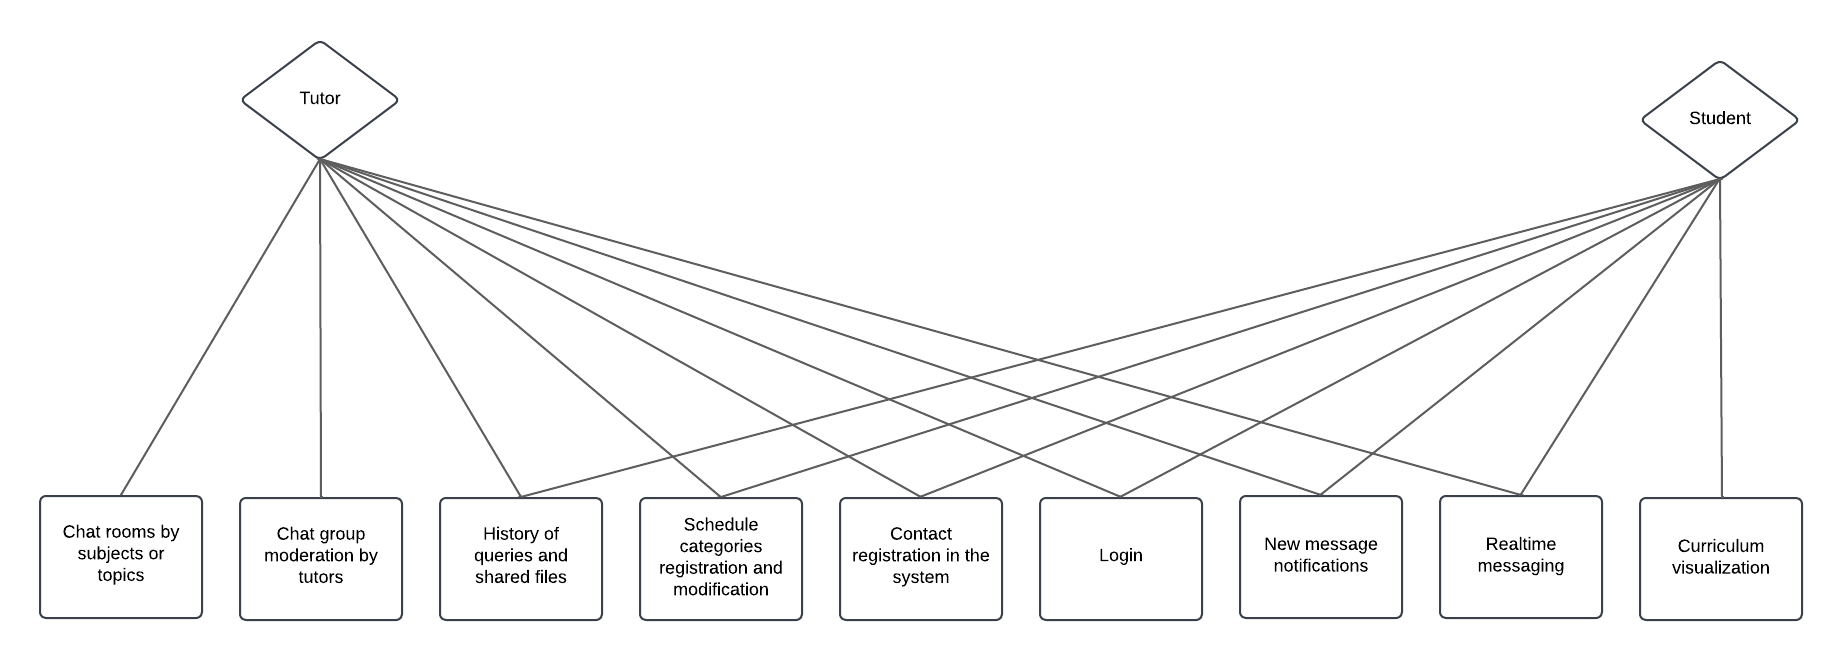 Tutor
Student
Chat rooms by
subjects or
topics
Chat group
moderation by
tutors
History of
queries and
shared files
Schedule
categories
registration and
modification
Contact
registration in the
system
Login
New message
notifications
Realtime
messaging
Curriculum
visualization